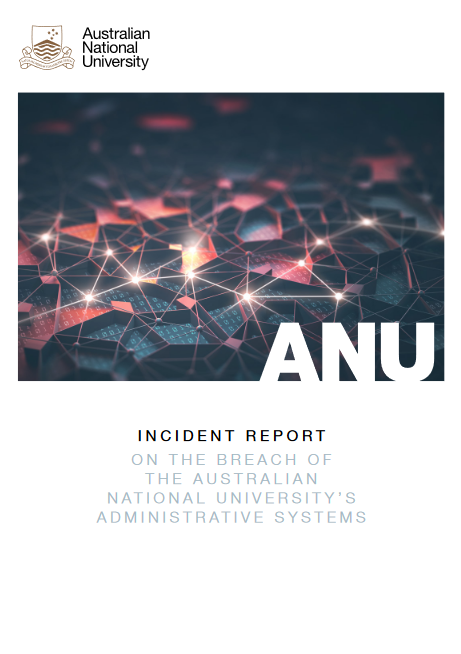 Australian
National
University
ANU
INCIDENT REPORT
ON THE BREACH OF
THE AUSTRALIAN
NATIONAL UNIVERSITY'S
ADMINISTRATIVE SYSTEMS